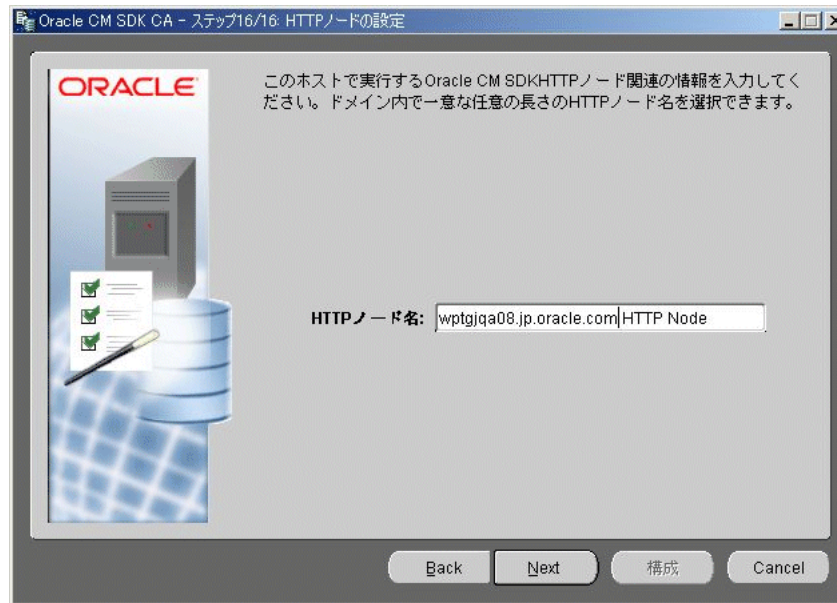 Oracle CM SDK CA - ステップ16/16: HTTPノードの設定
ORACLE
このホストで実行するOracle CM SDKHTTPノード関連の情報を入力してく
ださい。ドメイン内で一意な任意の長さのHTTPノード名を選択できます。
HTTPノード名: wptgjqa08.jp.oracle.com HTTP Node
Back Next 構成 Cancel